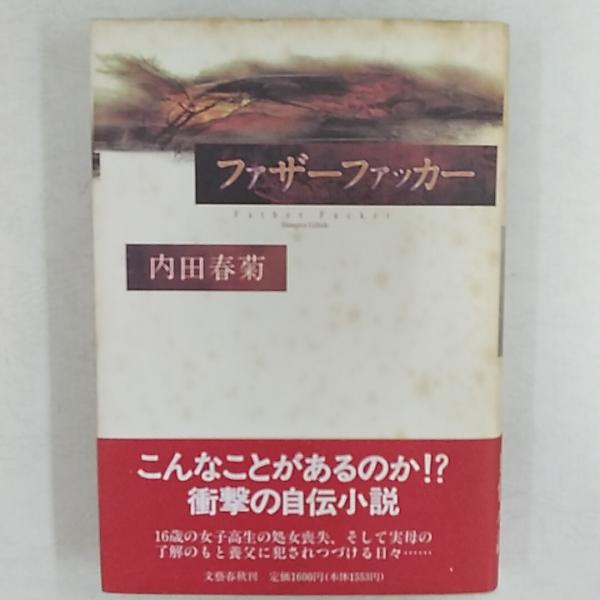 ファザーファッカー
Father Fucker
Shungicu Uchida
内田春菊
こんなことがあるのか!?
衝撃の自伝小説
16歳の女子高生の処女喪失、そして実母の
了解のもと養父に犯されつづける日々……
文藝春秋刊 定価1600円(本体1553円)